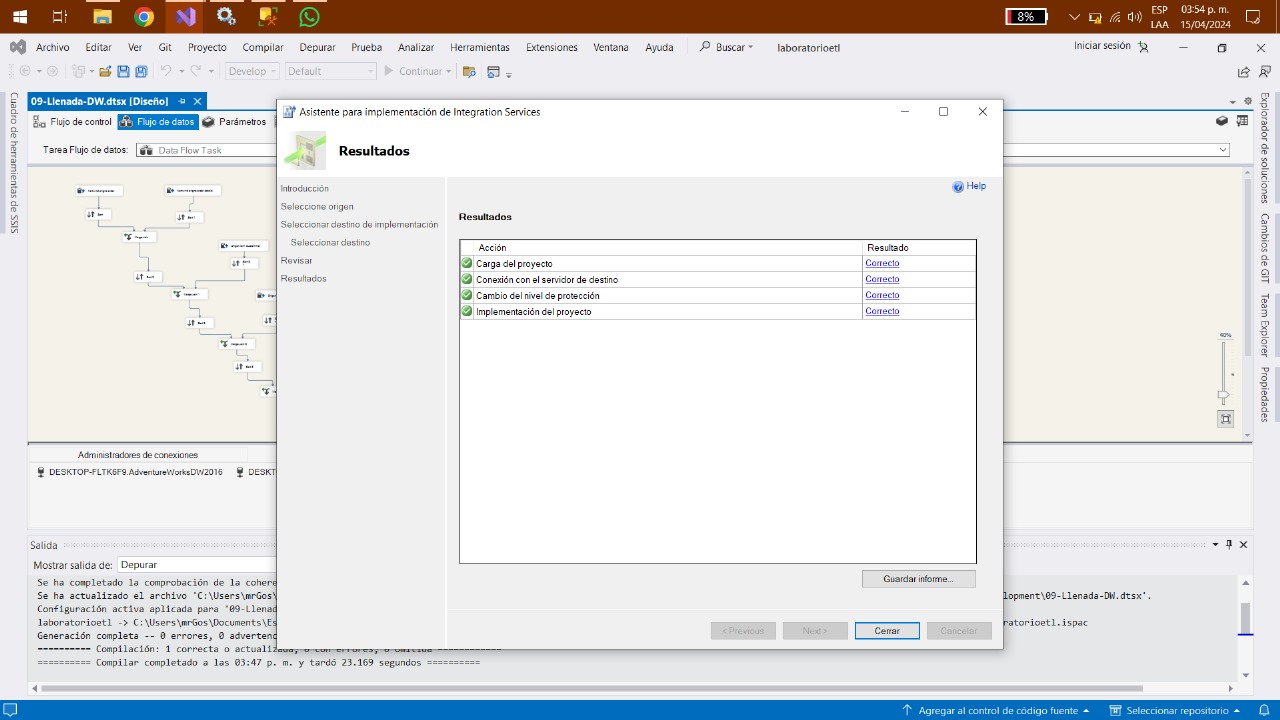 8%
ESP
LAA
03:54 p. m.
15/04/2024
Archivo Editar Ver Git Proyecto Compilar Depurar Prueba Analizar Herramientas Extensiones Ventana Ayuda Buscar laboratorioetl Iniciar sesión
Develop Default Continuar
Cuadro de herramientas de SSIS
09-Llenada-DW.dtsx [Diseño]
Flujo de control Flujo de datos Parámetros
Tarea Flujo de datos: Data Flow Task
Administradores de conexiones
DESKTOP-FLTK6F9.AdventureWorksDW2016 DESKT
Asistente para implementación de Integration Services
Resultados
Introducción
Seleccione origen
Seleccionar destino de implementación
Seleccionar destino
Revisar
Resultados
Help
Resultados
Acción Resultado
Carga del proyecto Correcto
Conexión con el servidor de destino Correcto
Cambio del nivel de protección Correcto
Implementación del proyecto Correcto
Guardar informe...
< Previous Next > Cerrar Cancelar
40%
Explorador de soluciones
Cambios de GIT
Team Explorer
Propiedades
Salida
Mostrar salida de: Depurar
Se ha completado la comprobación de la cohere
Se ha actualizado el archivo 'C:\Users\mrGos\ lopment\09-Llenada-DW.dtsx'.
Configuración activa aplicada para '09-Llenad
laboratorioetl -> C:\Users\mrGos\Documents\Es ratorioetl.ispac
Generación completa -- 0 errores, 0 advertenc
========== Compilación: 1 correcta o actualizada, 0 con errores, 0 omitida ==========
========== Compilar completado a las 03:47 p. m. y tardó 23.169 segundos ==========
Agregar al control de código fuente Seleccionar repositorio